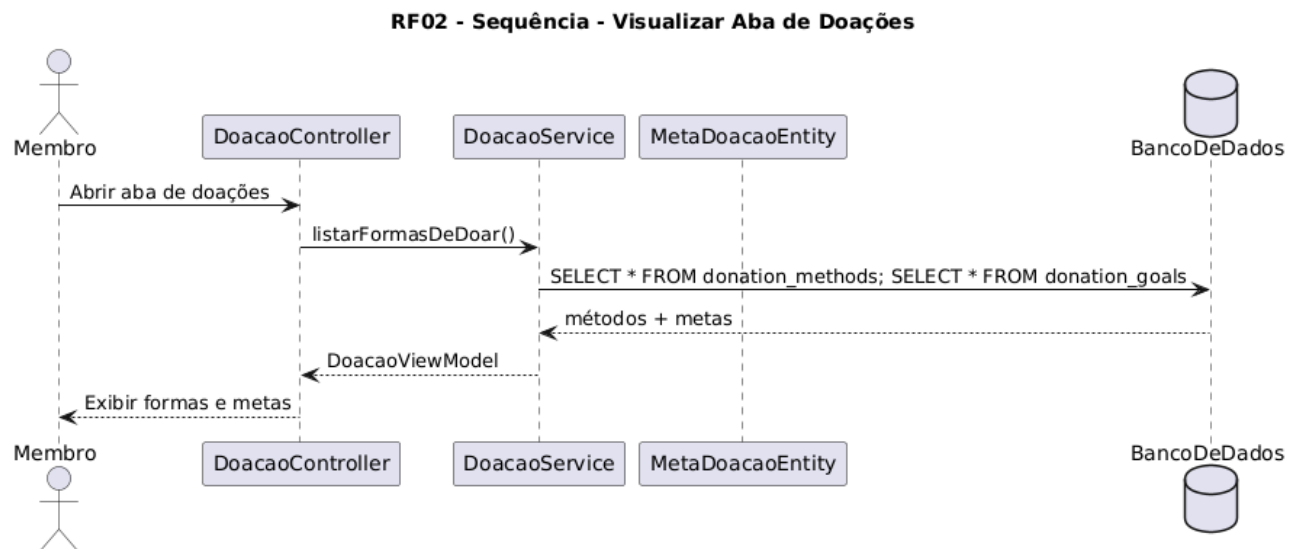 RF02 - Sequência - Visualizar Aba de Doações
Membro
DoacaoController
DoacaoService
MetaDoacaoEntity
BancoDeDados
Abrir aba de doações
listarFormasDeDoar()
SELECT * FROM donation_methods; SELECT * FROM donation_goals
métodos + metas
DoacaoViewModel
Exibir formas e metas
Membro
DoacaoController
DoacaoService
MetaDoacaoEntity
BancoDeDados